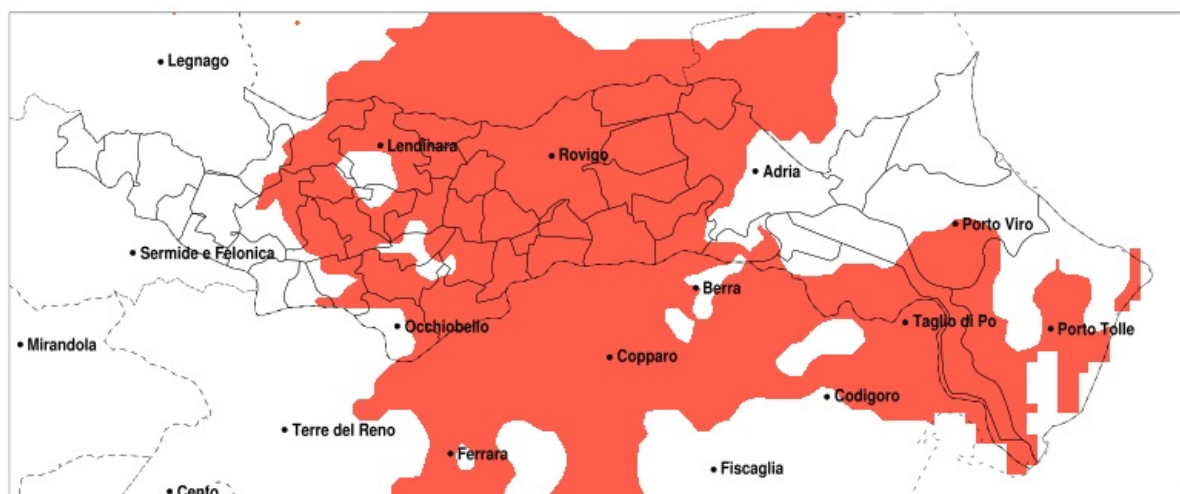 Legnago
Lendinara
Rovigo
Adria
Porto Viro
Sermide e Felonica
Berra
Occhiobello
Taglio di Po
Porto Tolle
Mirandola
Copparo
Codigoro
Terre del Reno
Ferrara
Fiscaglia
Cento